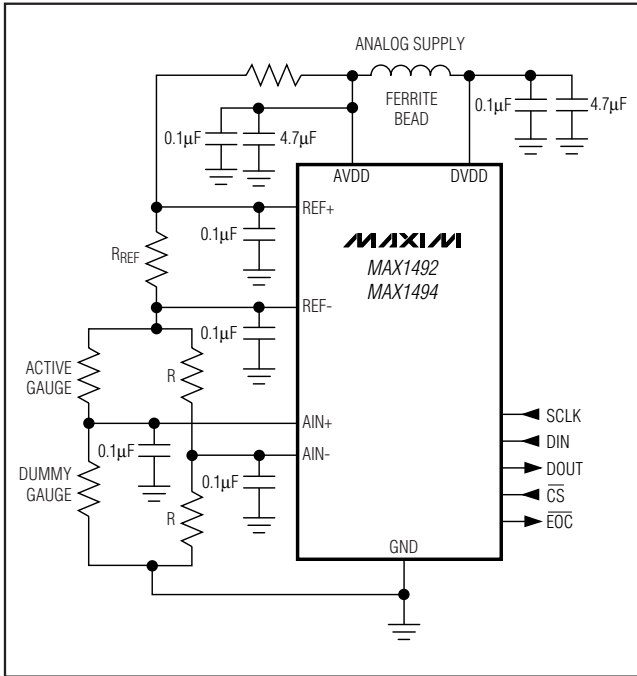 ANALOG SUPPLY
FERRITE
BEAD
0.1µF
4.7µF
0.1µF
4.7µF
AVDD
DVDD
REF+
0.1µF
MAXIM
MAX1492
MAX1494
RREF
REF-
0.1µF
ACTIVE
GAUGE
R
AIN+
AIN-
0.1µF
DUMMY
GAUGE
R
0.1µF
SCLK
DIN
DOUT
CS
EOC
GND